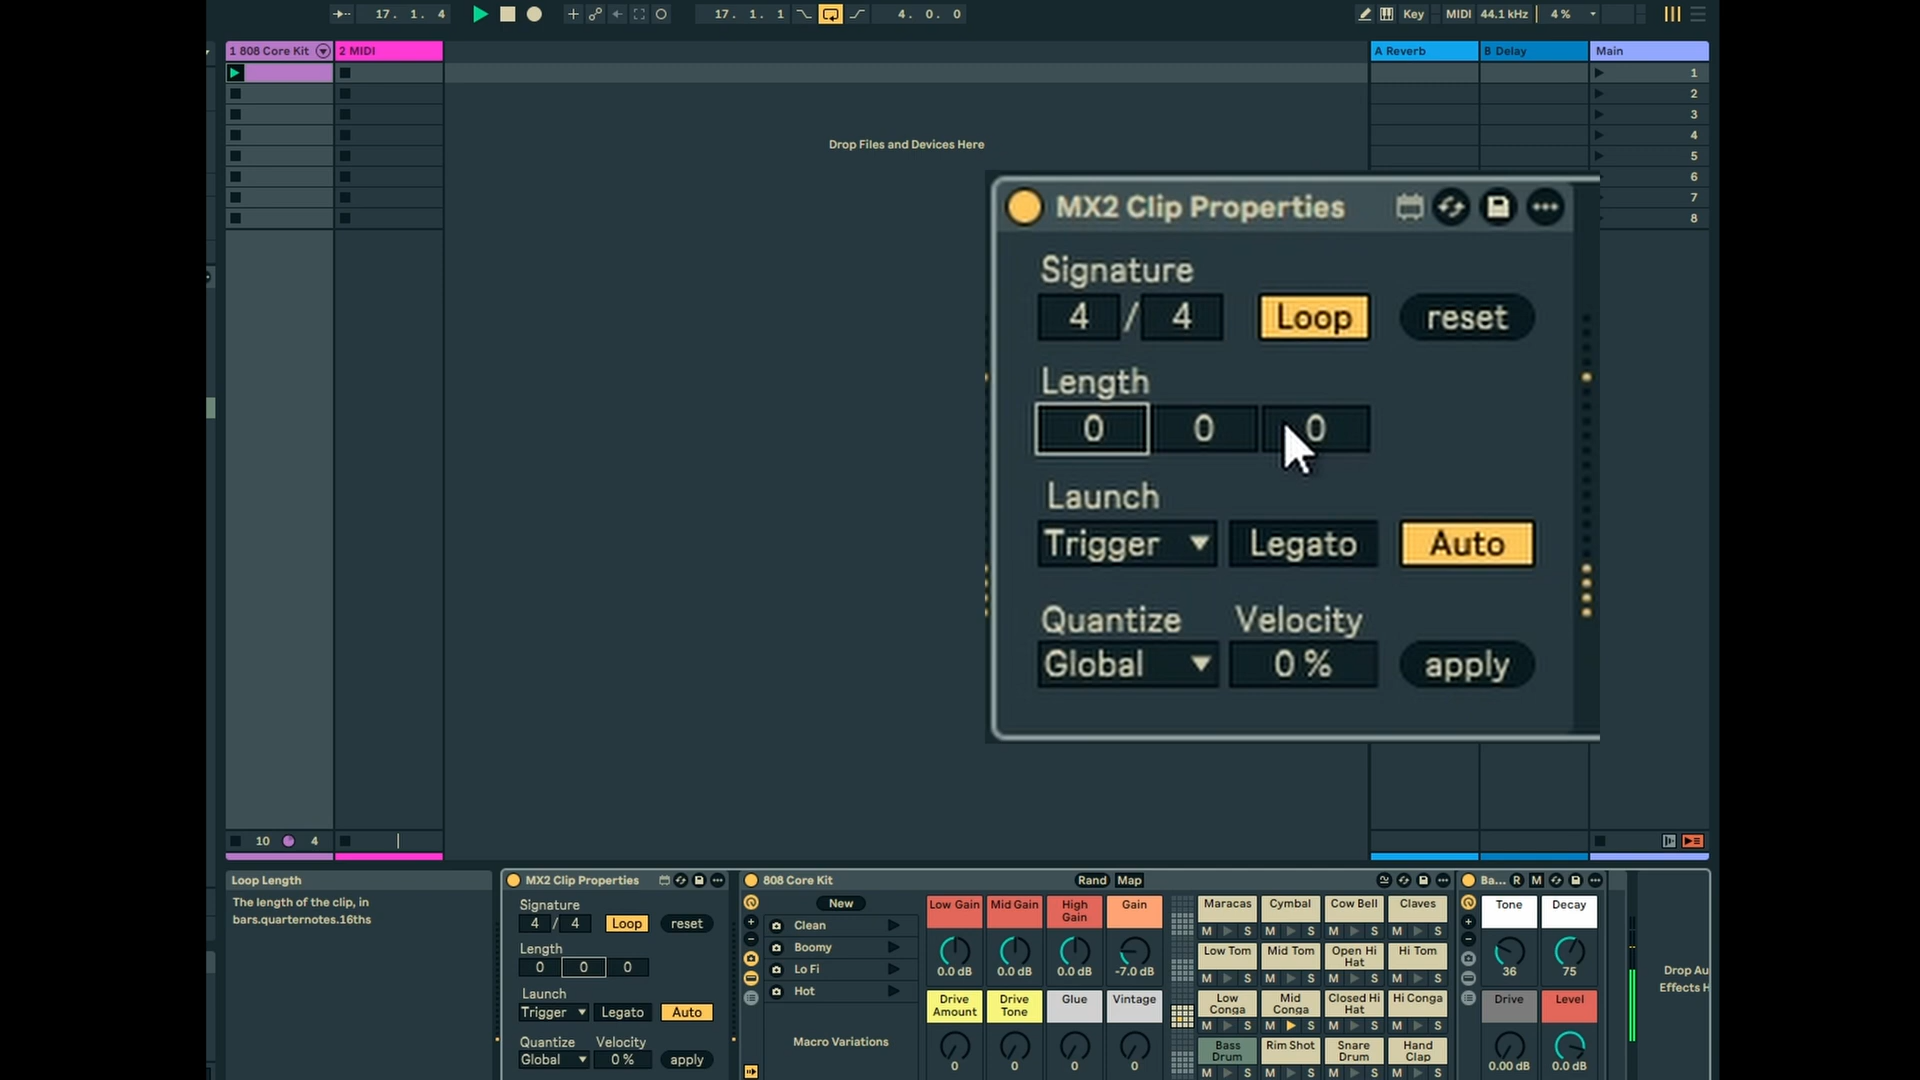 17. 1. 4
17. 1. 1
4. 0. 0
Key
MIDI
44.1 kHz
4 %
1 808 Core Kit
2 MIDI
A Reverb
B Delay
Main
1
2
3
4
5
6
7
8
Drop Files and Devices Here
MX2 Clip Properties
Signature
4 / 4 Loop reset
Length
0 0 0
Launch
Trigger Legato Auto
Quantize Velocity
Global 0 % apply
10 4
Loop Length
The length of the clip, in
bars.quarternotes.16ths
MX2 Clip Properties
Signature
4 / 4 Loop reset
Length
0 0 0
Launch
Trigger Legato Auto
Quantize Velocity
Global 0 % apply
808 Core Kit
Rand Map
New
Clean
Boomy
Lo Fi
Hot
Macro Variations
Low Gain
0.0 dB
Mid Gain
0.0 dB
High
Gain
0.0 dB
Gain
-7.0 dB
Drive
Amount
0
Drive
Tone
0
Glue
0
Vintage
0
Maracas Cymbal Cow Bell Claves
M S M S M S M S
Low Tom Mid Tom Open Hi Hat Hi Tom
M S M S M S M S
Low Conga Mid Conga Closed Hi Hat Hi Conga
M S M S M S M S
Bass Drum Rim Shot Snare Drum Hand Clap
M S M S M S M S
Ba... R M
Tone Decay
36 75
Drive Level
0.00 dB 0.0 dB
Drop Au
Effects H